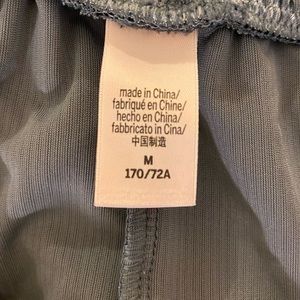 made in China/
fabriqué en Chine/
hecho en China/
fabbricato in Cina/
中国制造
M
170/72A